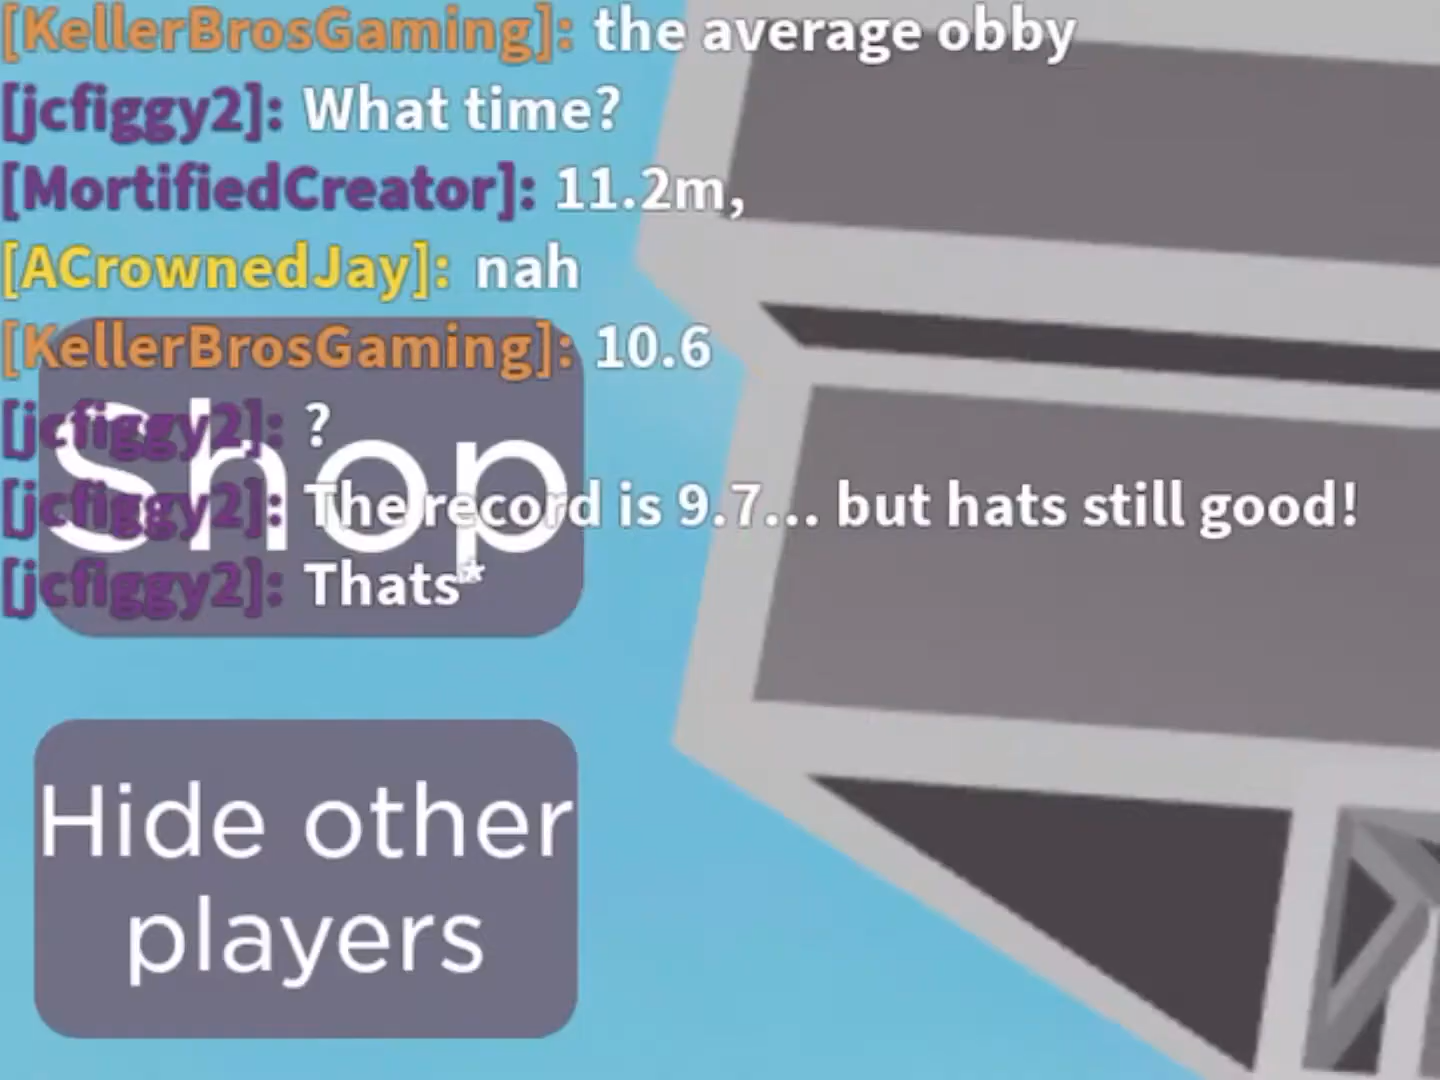 [KellerBrosGaming]: the average obby
[jcfiggy2]: What time?
[MortifiedCreator]: 11.2m,
[ACrownedJay]: nah
[KellerBrosGaming]: 10.6
[jcfiggy2]: ?
[jcfiggy2]: The record is 9.7... but hats still good!
[jcfiggy2]: Thats*
Shop
Hide other
players